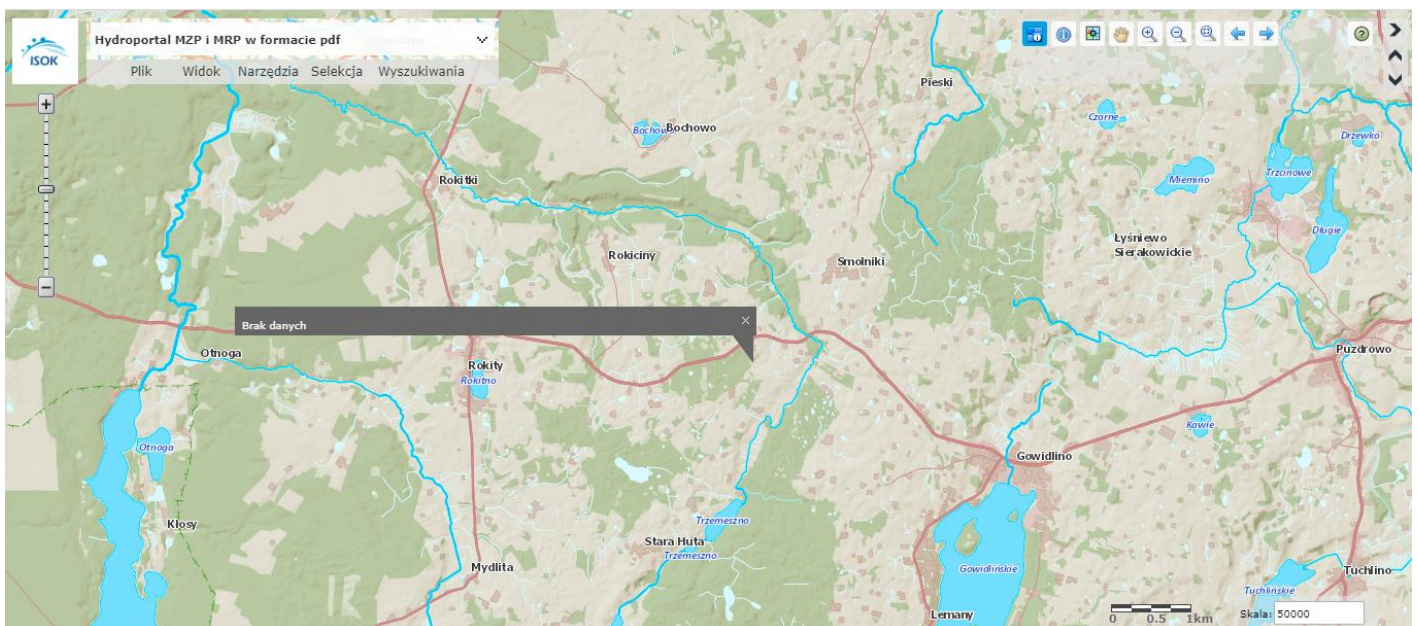 ISOK
Hydroportal MZP i MRP w formacie pdf
Plik Widok Narzędzia Selekcja Wyszukiwania
Pieski
Czarne
Bochowo
Bochowo
Drzewko
Rokitki
Miemino
Trzcinowe
Długie
Łyśniewo
Sierakowickie
Rokiciny
Smolniki
Brak danych
Otnoga
Rokity
Rokitno
Puzdrowo
Kawle
Otnoga
Gowidlino
Kłosy
Trzemeszno
Stara Huta
Trzemeszno
Mydlita
Gowidlińskie
Tuchlino
Tuchlińskie
Lemany
0 0.5 1km
Skala: 50000